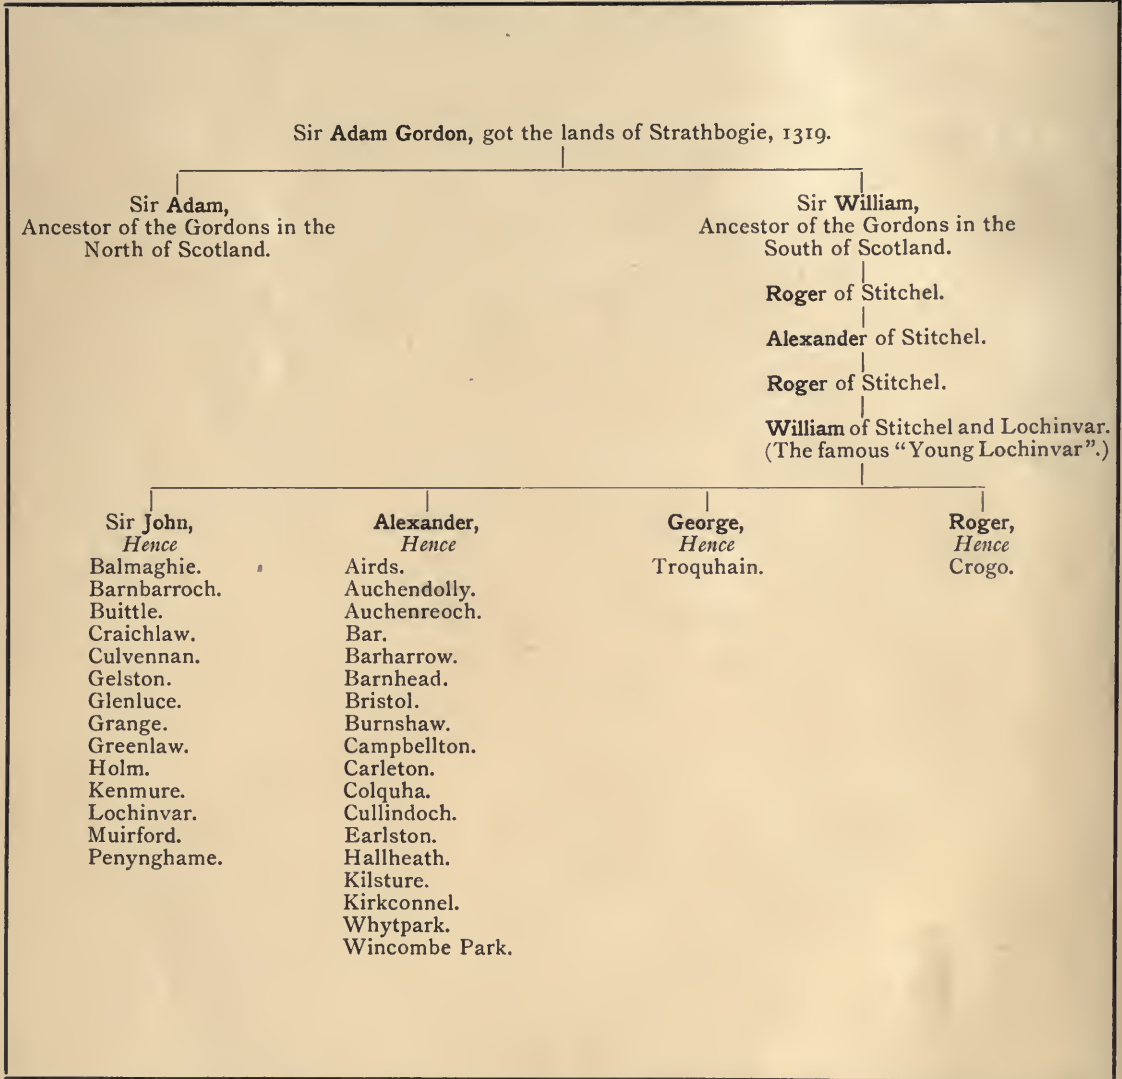 Sir Adam Gordon, got the lands of Strathbogie, 1319.
Sir Adam,
Ancestor of the Gordons in the
North of Scotland.
Sir William,
Ancestor of the Gordons in the
South of Scotland.
Roger of Stitchel.
Alexander of Stitchel.
Roger of Stitchel.
William of Stitchel and Lochinvar.
(The famous “Young Lochinvar”.)
Sir John,
Hence
Balmaghie.
Barnbarroch.
Buittle.
Craichlaw.
Culvennan.
Gelston.
Glenluce.
Grange.
Greenlaw.
Holm.
Kenmure.
Lochinvar.
Muirford.
Penynghame.
Alexander,
Hence
Airds.
Auchendolly.
Auchenreoch.
Bar.
Barharrow.
Barnhead.
Bristol.
Burnshaw.
Campbellton.
Carleton.
Colquha.
Cullindoch.
Earlston.
Hallheath.
Kilsture.
Kirkconnel.
Whytpark.
Wincombe Park.
George,
Hence
Troquhain.
Roger,
Hence
Crogo.